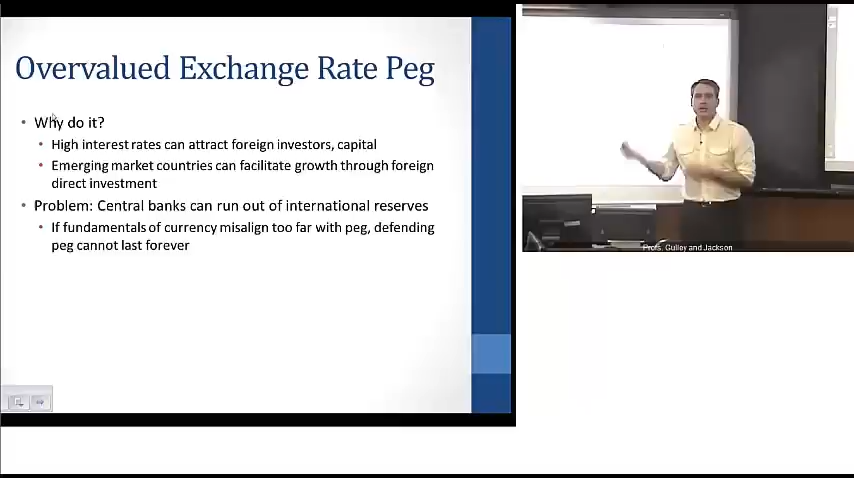 Overvalued Exchange Rate Peg
• Why do it?
• High interest rates can attract foreign investors, capital
• Emerging market countries can facilitate growth through foreign
direct investment
• Problem: Central banks can run out of international reserves
• If fundamentals of currency misalign too far with peg, defending
peg cannot last forever
Profs. Gulley and Jackson